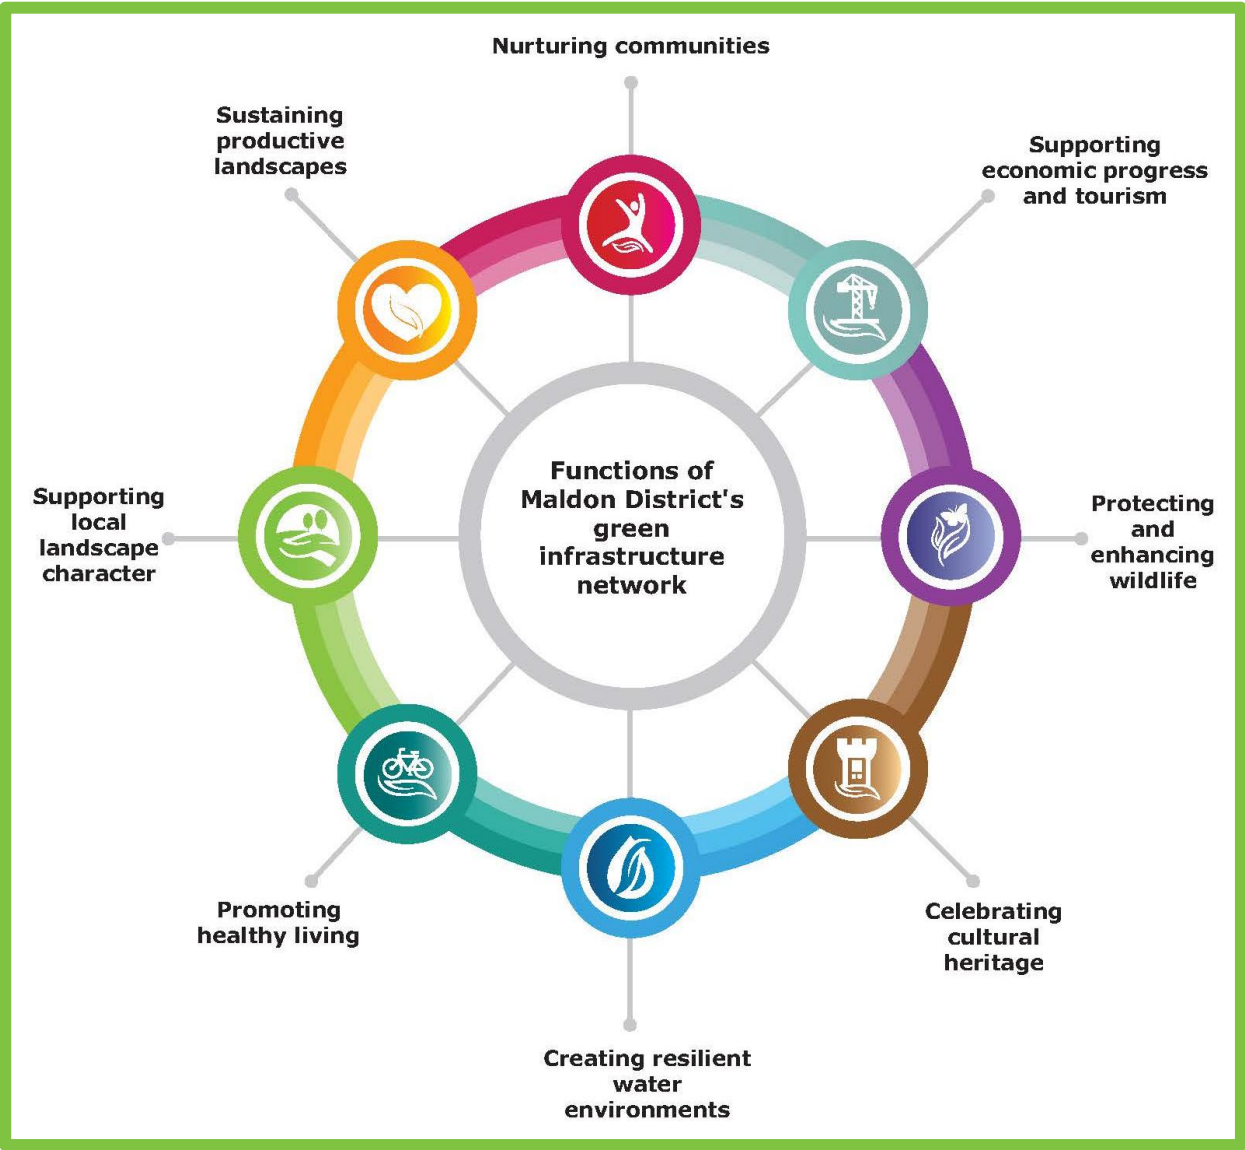 Nurturing communities
Sustaining
productive
landscapes
Supporting
economic progress
and tourism
Functions of
Maldon District's
green
infrastructure
network
Supporting
local
landscape
character
Protecting
and
enhancing
wildlife
Promoting
healthy living
Celebrating
cultural
heritage
Creating resilient
water
environments